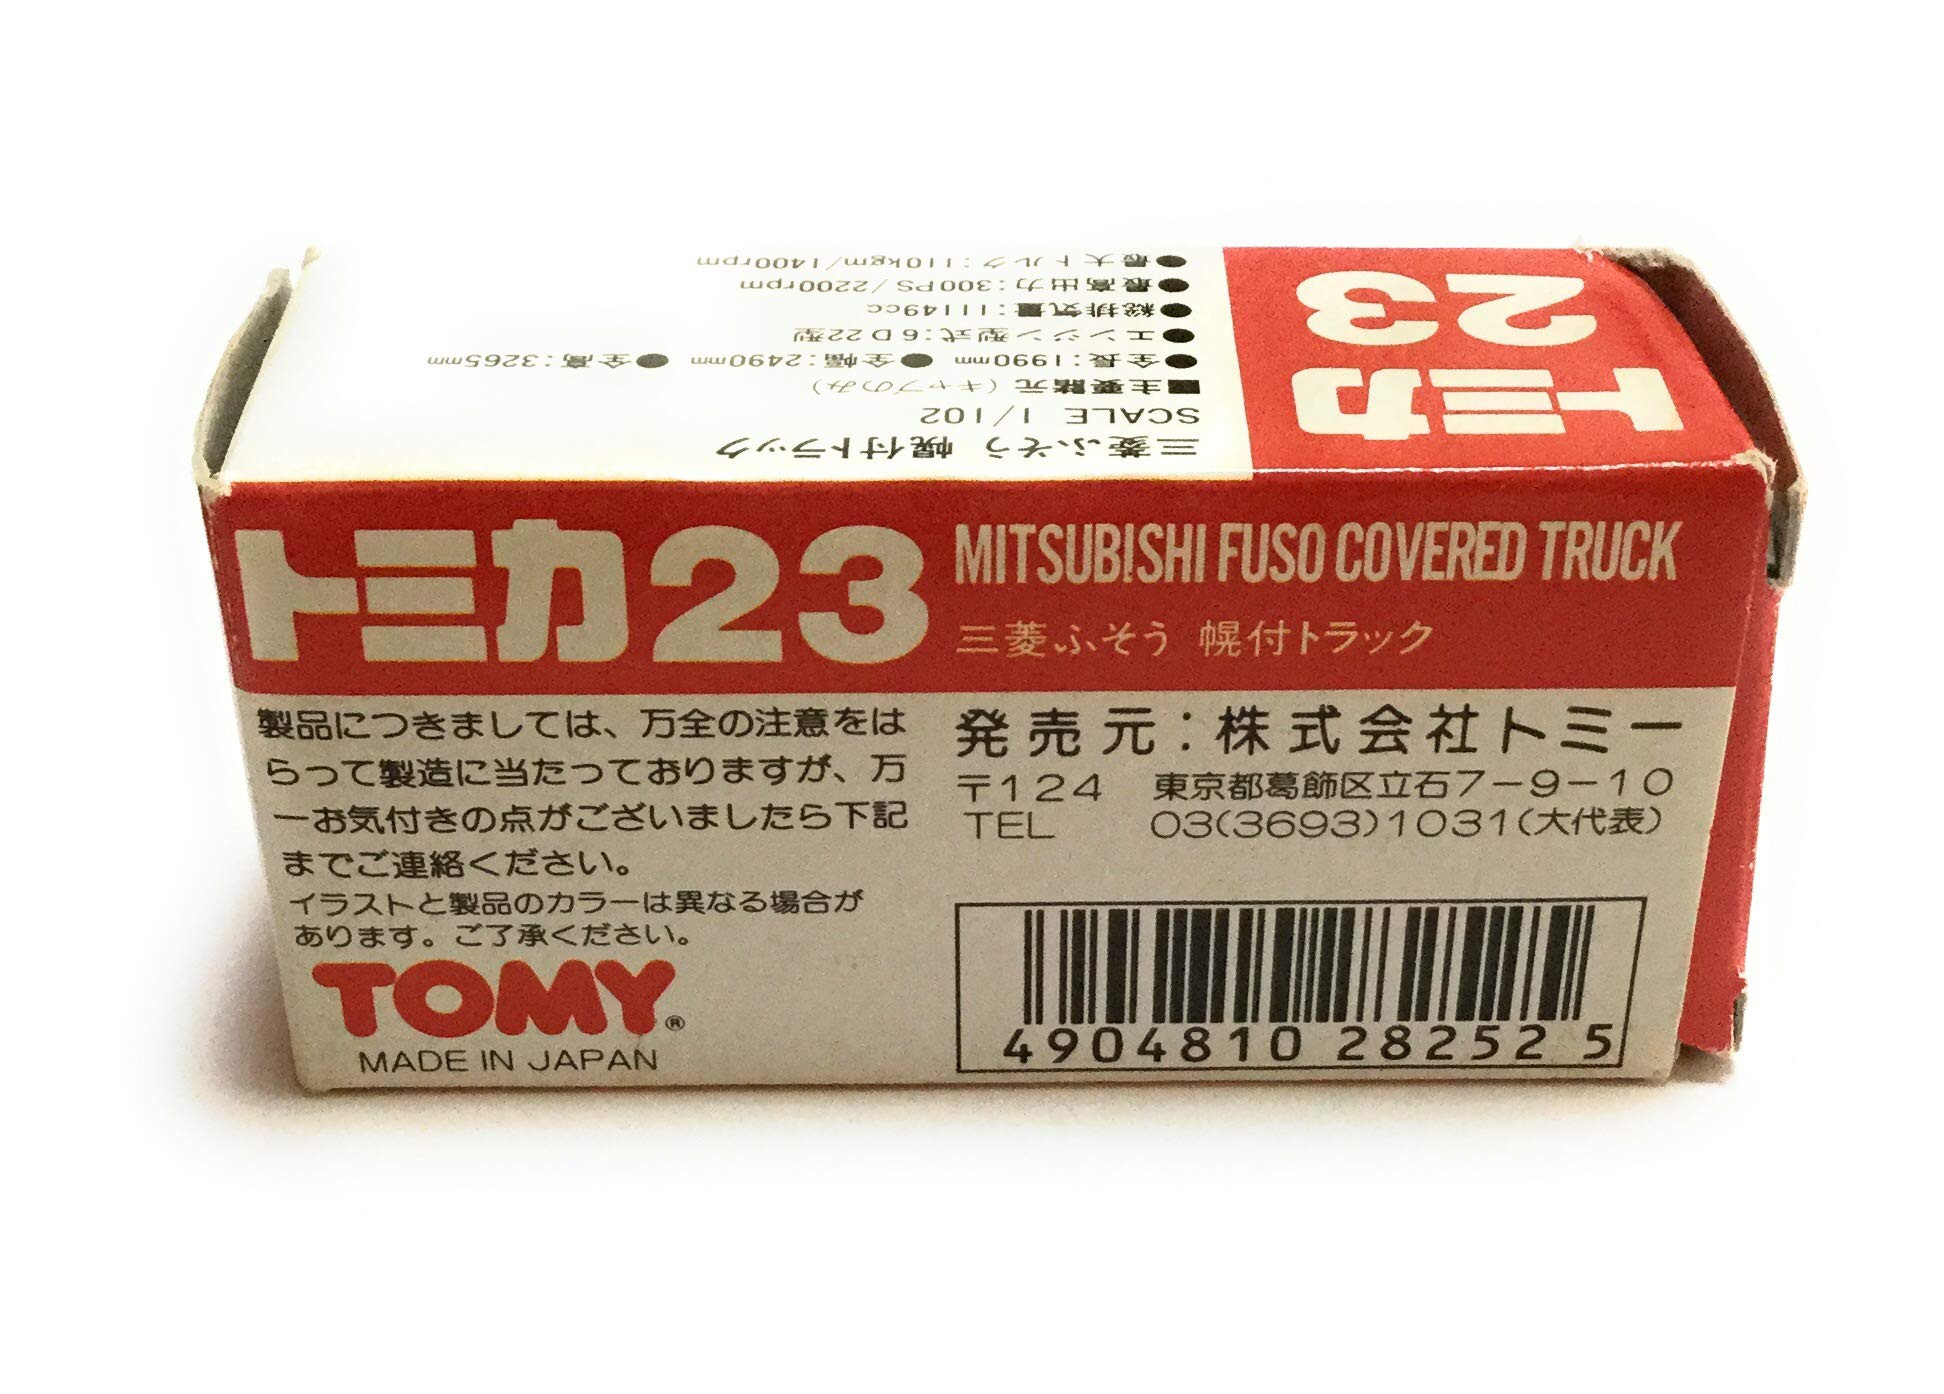 トミカ
23
三菱ふそう 幌付トラック
SCALE 1/102
■主要諸元(キャブのみ)
●全長:1990mm ●全幅:2490mm ●全高:3265mm
●エンジン型式:6D22型
●総排気量:11149cc
●最高出力:300PS/2200rpm
●最大トルク:110kgm/1400rpm
トミカ23
MITSUBISHI FUSO COVERED TRUCK
三菱ふそう 幌付トラック
製品につきましては、万全の注意をは
らって製造に当たっておりますが、万
一お気付きの点がございましたら下記
までご連絡ください。
イラストと製品のカラーは異なる場合が
あります。ご了承ください。
TOMY®
MADE IN JAPAN
発売元:株式会社トミー
〒124 東京都葛飾区立石7-9-10
TEL 03(3693)1031(大代表)
4904810 28252 5